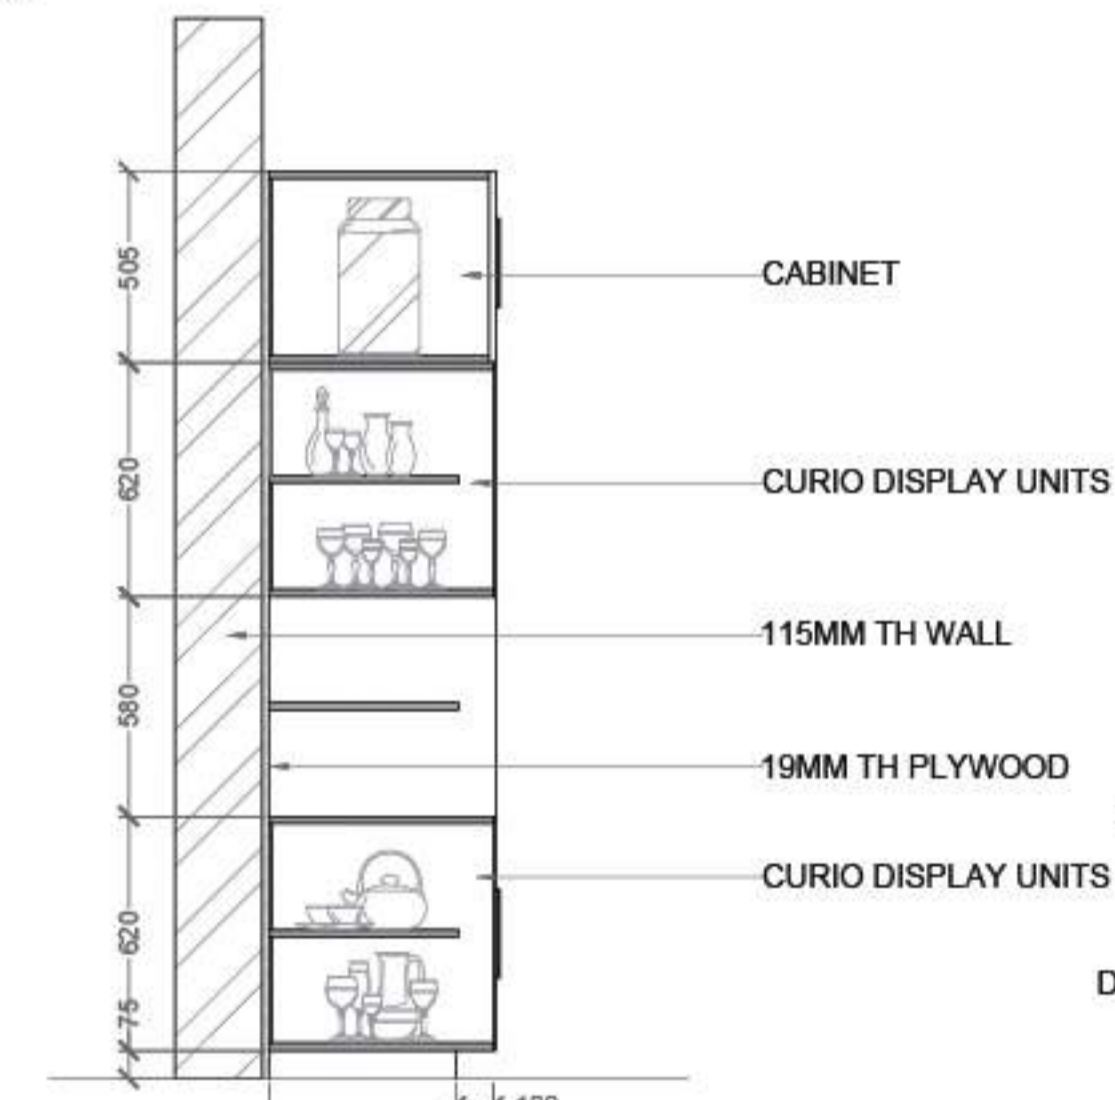 505
CABINET
620
CURIO DISPLAY UNITS
115MM TH WALL
580
19MM TH PLYWOOD
CURIO DISPLAY UNITS
620
75
D